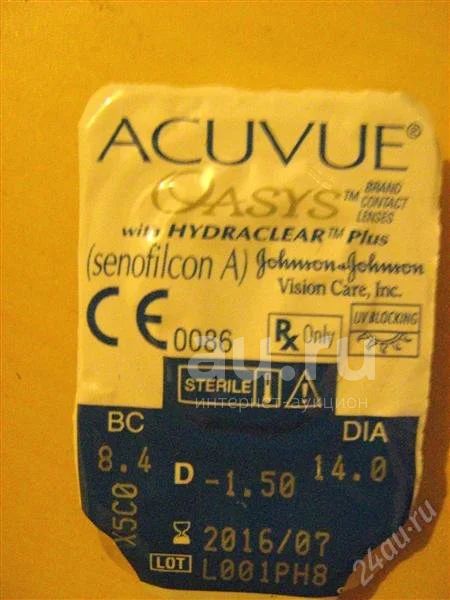 ACUVUE®
OASYS™ BRAND CONTACT LENSES
with HYDRACLEAR™ Plus
(senofilcon A) Johnson & Johnson
Vision Care, Inc.
CE 0086 Rx Only UV BLOCKING
au.ru
интернет-аукцион
STERILE
BC DIA
8.4 D -1.50 14.0
X5C0
2016/07
LOT L001PH8
24au.ru